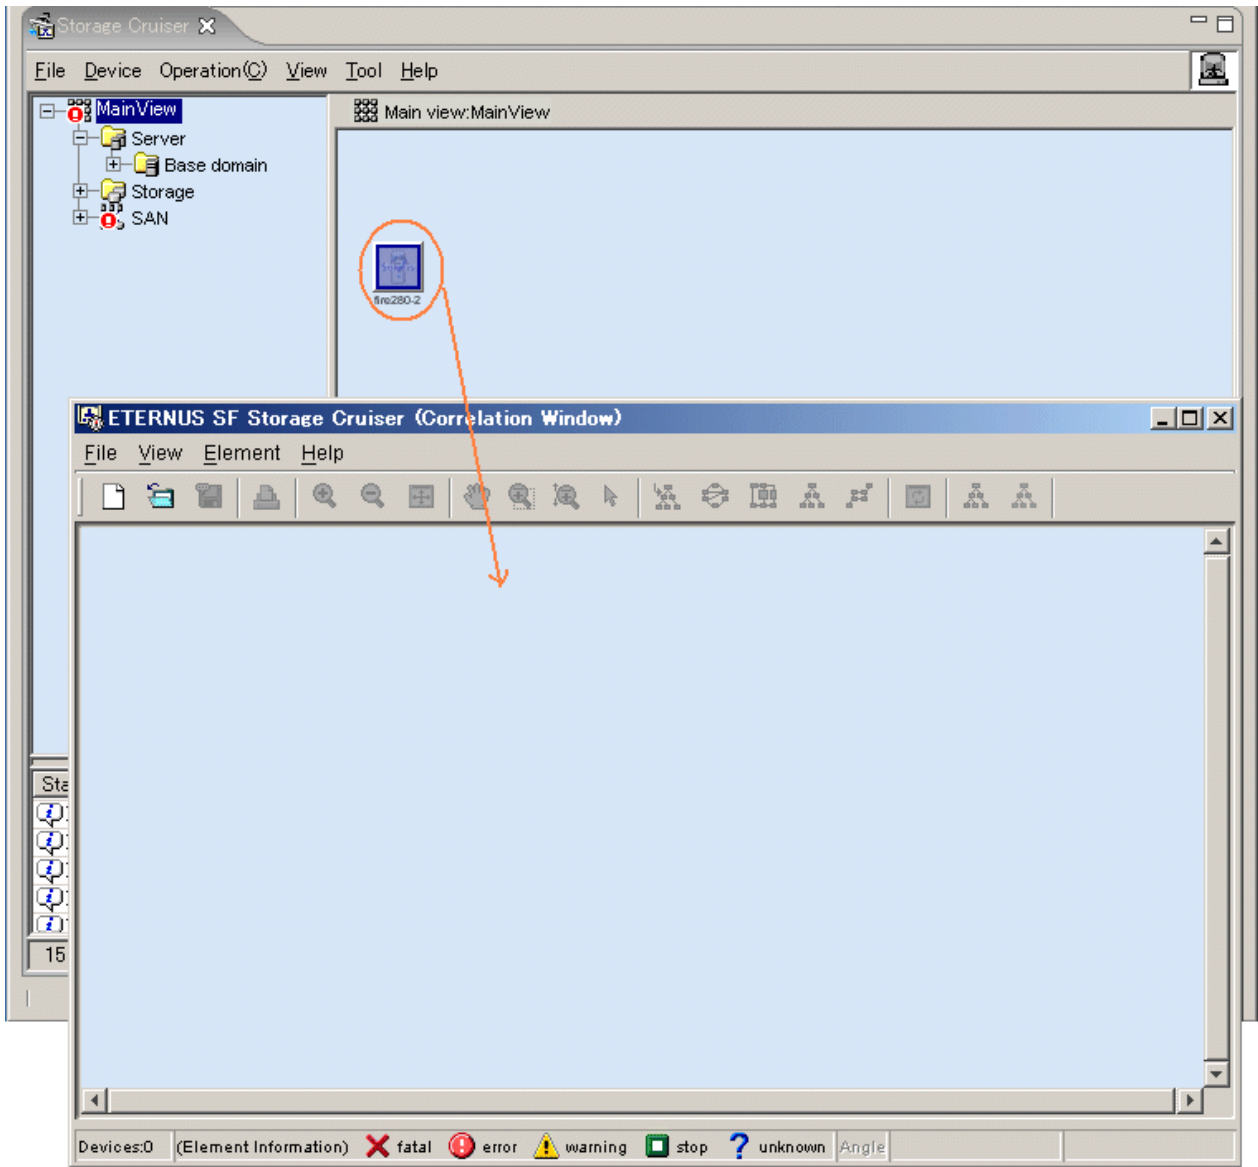 Storage Cruiser
File Device Operation(C) View Tool Help
MainView
Server
Base domain
Storage
SAN
Main view:MainView
fire280-2
ETERNUS SF Storage Cruiser (Correlation Window)
File View Element Help
Sta
15
Devices:0 (Element Information) fatal error warning stop unknown Angle